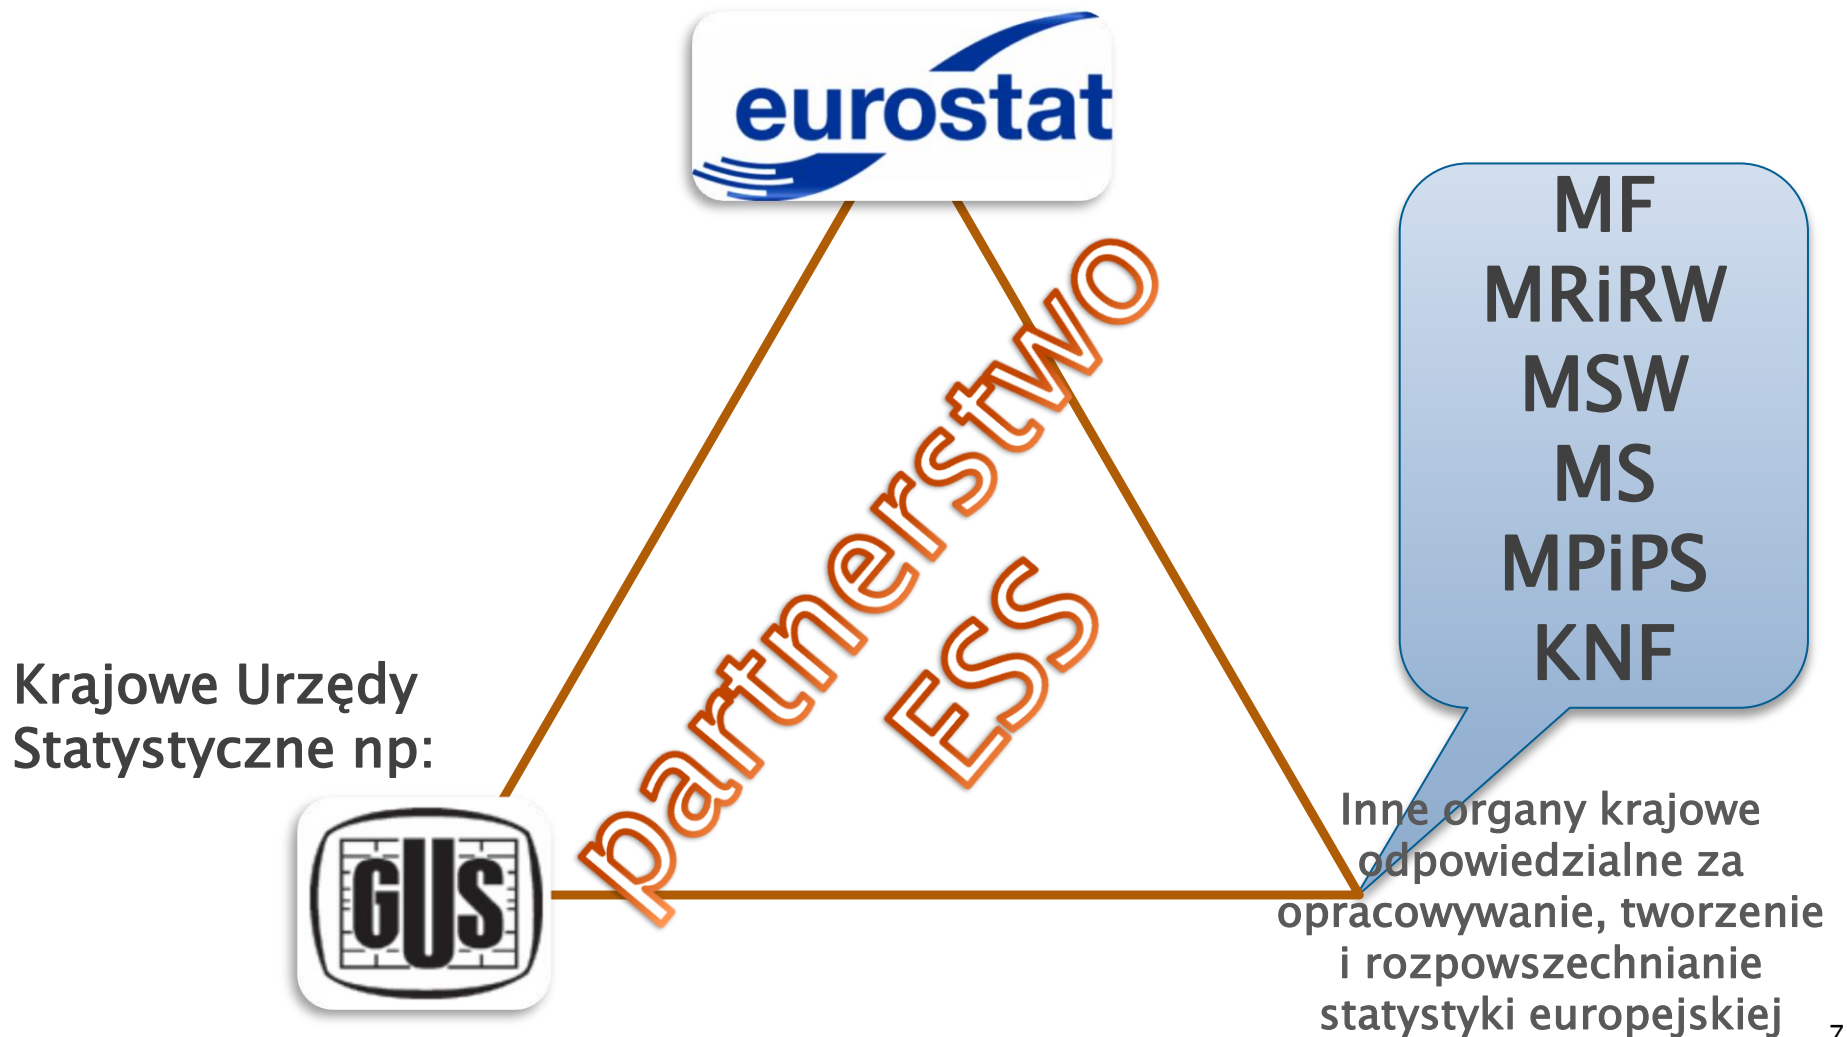 eurostat
MF
MRiRW
MSW
MS
MPiPS
KNF
partnerstwo
ESS
Krajowe Urzędy
Statystyczne np:
GUS
Inne organy krajowe
odpowiedzialne za
opracowywanie, tworzenie
i rozpowszechnianie
statystyki europejskiej
7